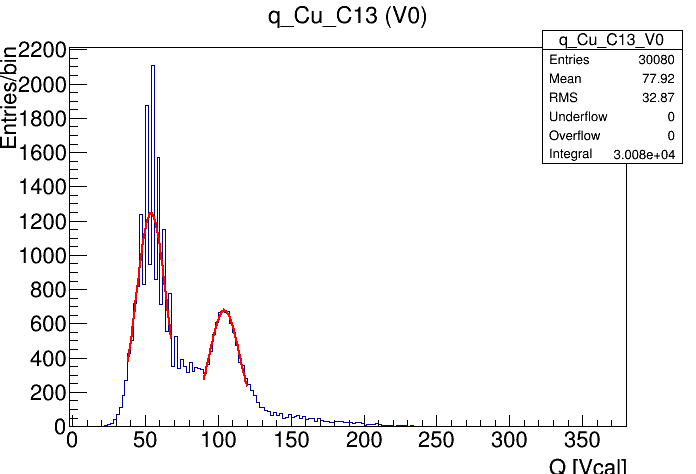 q_Cu_C13 (V0)
q_Cu_C13_V0
Entries 30080
Mean 77.92
RMS 32.87
Underflow 0
Overflow 0
Integral 3.008e+04
Entries/bin
2200
2000
1800
1600
1400
1200
1000
800
600
400
200
0
0 50 100 150 200 250 300 350
Q [Vcal]